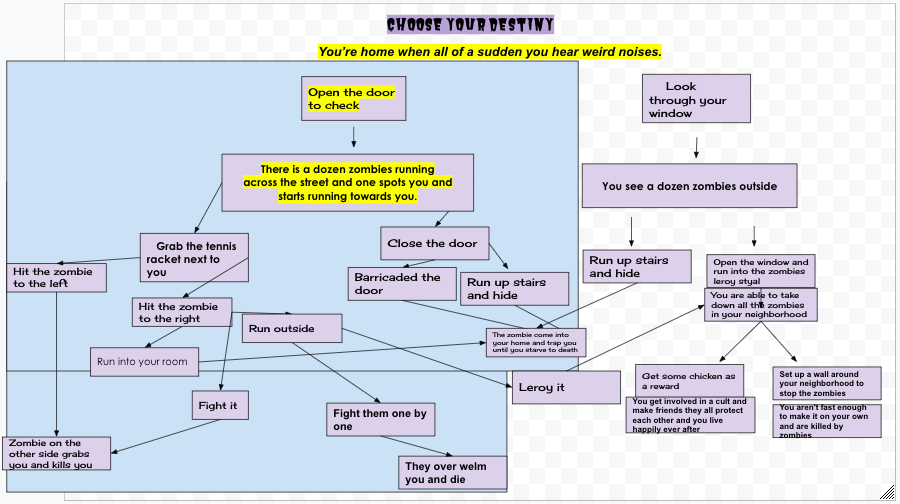 CHOOSE YOUR DESTINY
You're home when all of a sudden you hear weird noises.
Open the door
to check
Look
through your
window
There is a dozen zombies running
across the street and one spots you and
starts running towards you.
You see a dozen zombies outside
Grab the tennis
racket next to
you
Close the door
Run up stairs
and hide
Open the window and
run into the zombies
leroy styal
Hit the zombie
to the left
Barricaded the
door
Run up stairs
and hide
You are able to take
down all the zombies
in your neighborhood
Hit the zombie
to the right
Run outside
The zombie come into
your home and trap you
until you starve to death
Run into your room
Leroy it
Get some chicken as
a reward
Set up a wall around
your neighborhood to
stop the zombies
Fight it
Fight them one by
one
You get involved in a cult and
make friends they all protect
each other and you live
happily ever after
You aren't fast enough
to make it on your own
and are killed by
zombies
Zombie on the
other side grabs
you and kills you
They over welm
you and die